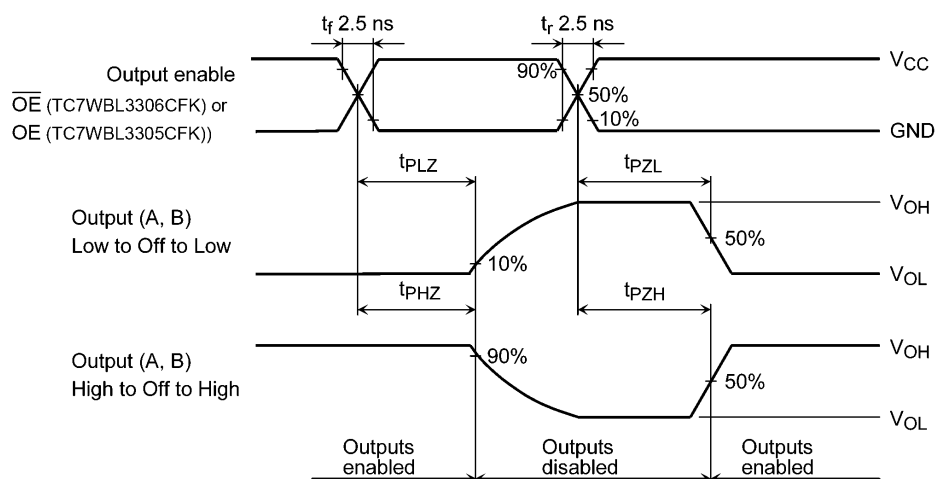 tf 2.5 ns
tr 2.5 ns
Output enable
OE (TC7WBL3306CFK) or
OE (TC7WBL3305CFK))
90%
50%
10%
VCC
GND
tPLZ
tPZL
Output (A, B)
Low to Off to Low
10%
50%
VOH
VOL
tPHZ
tPZH
Output (A, B)
High to Off to High
90%
50%
VOH
VOL
Outputs
enabled
Outputs
disabled
Outputs
enabled